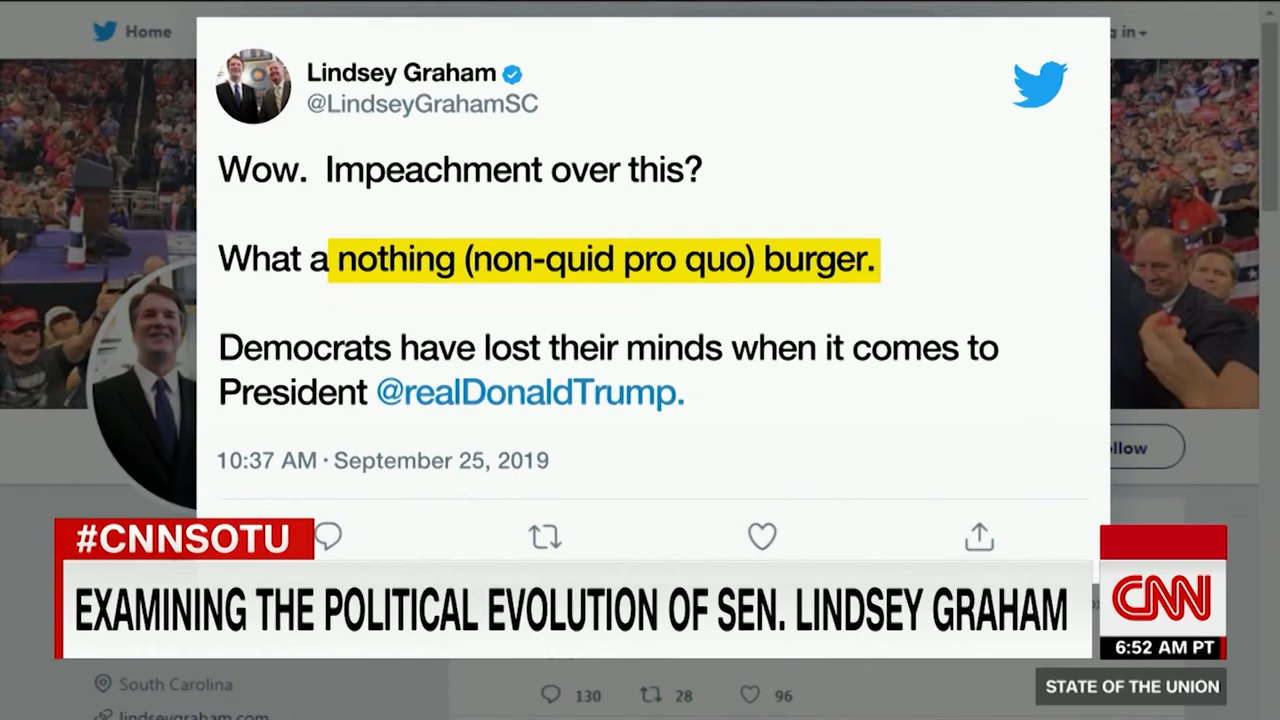 Home
Lindsey Graham
@LindseyGrahamSC
Wow. Impeachment over this?
What a nothing (non-quid pro quo) burger.
Democrats have lost their minds when it comes to
President @realDonaldTrump.
10:37 AM · September 25, 2019
#CNNSOTU
EXAMINING THE POLITICAL EVOLUTION OF SEN. LINDSEY GRAHAM
CNN
6:52 AM PT
STATE OF THE UNION
South Carolina
lindseygraham.com
130 28 96